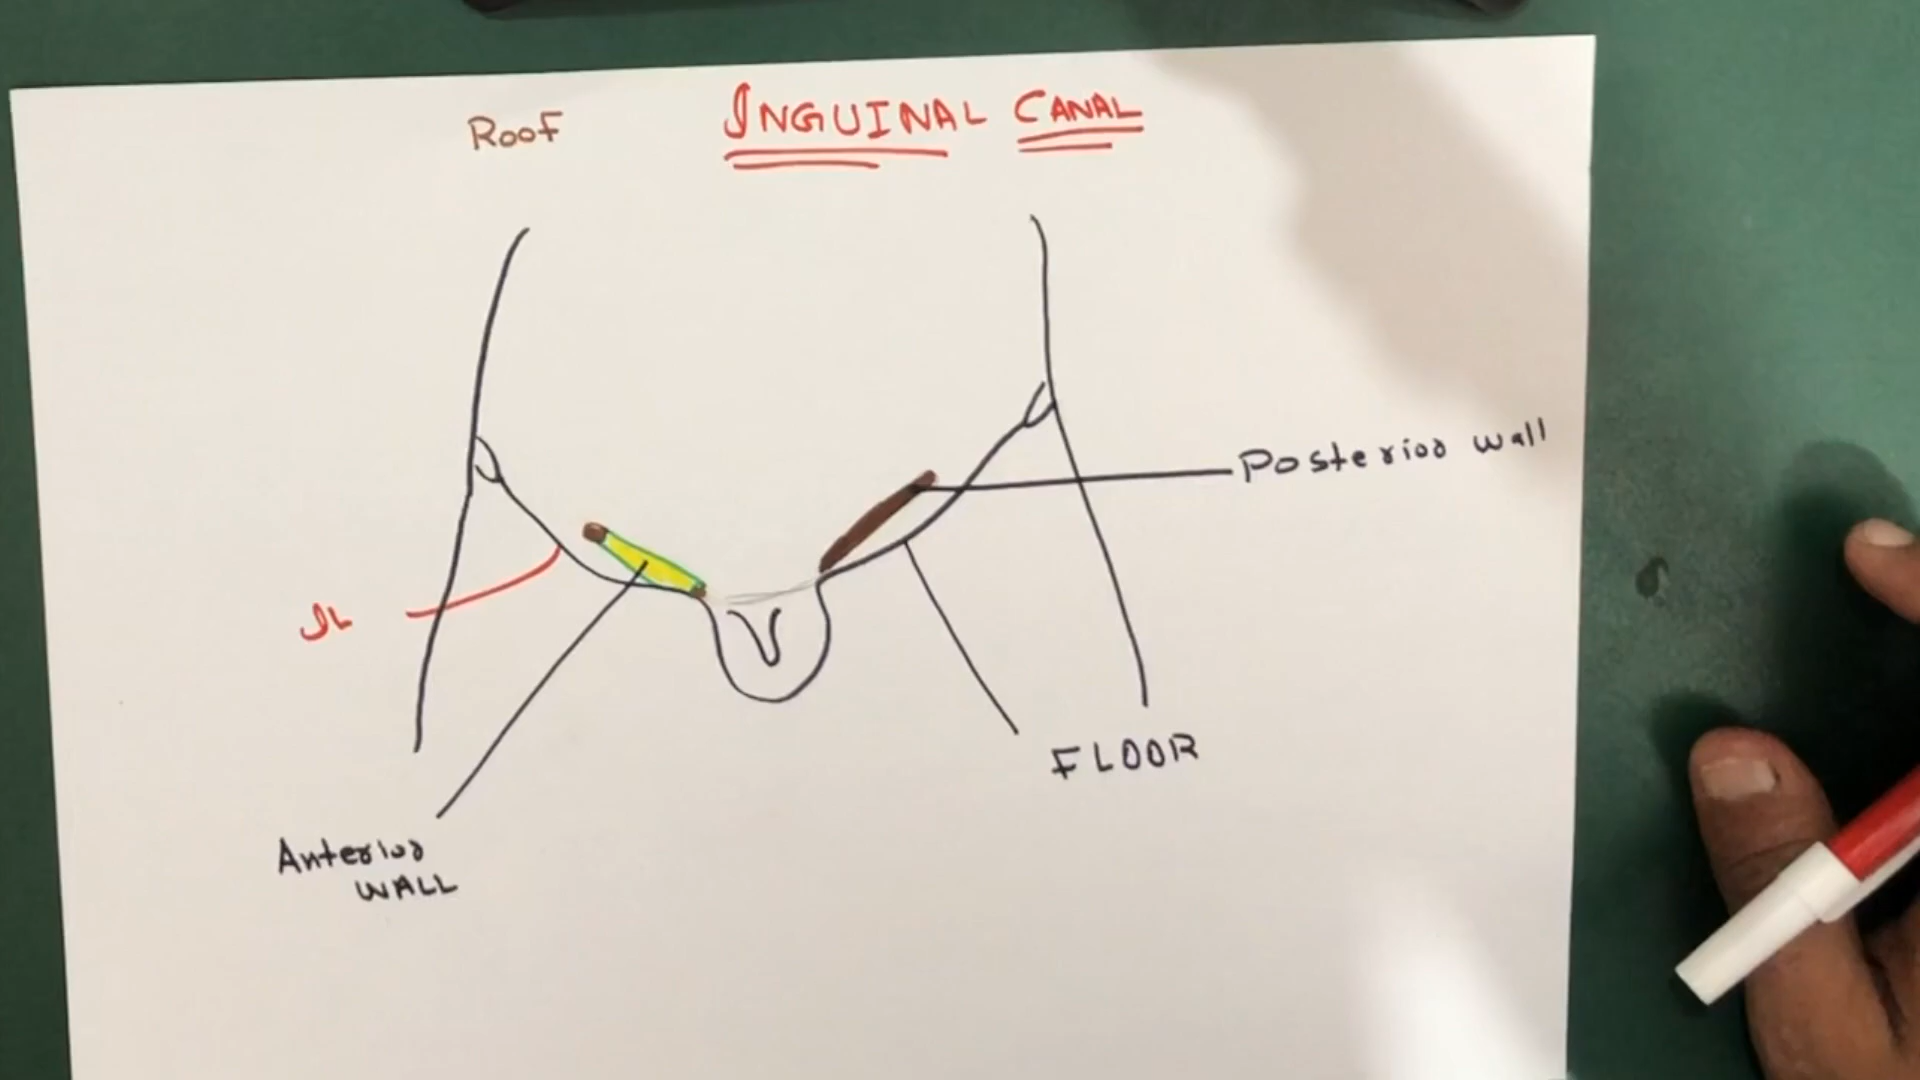 Roof
INGUINAL CANAL
Posterior wall
IL
FLOOR
Anterior
WALL